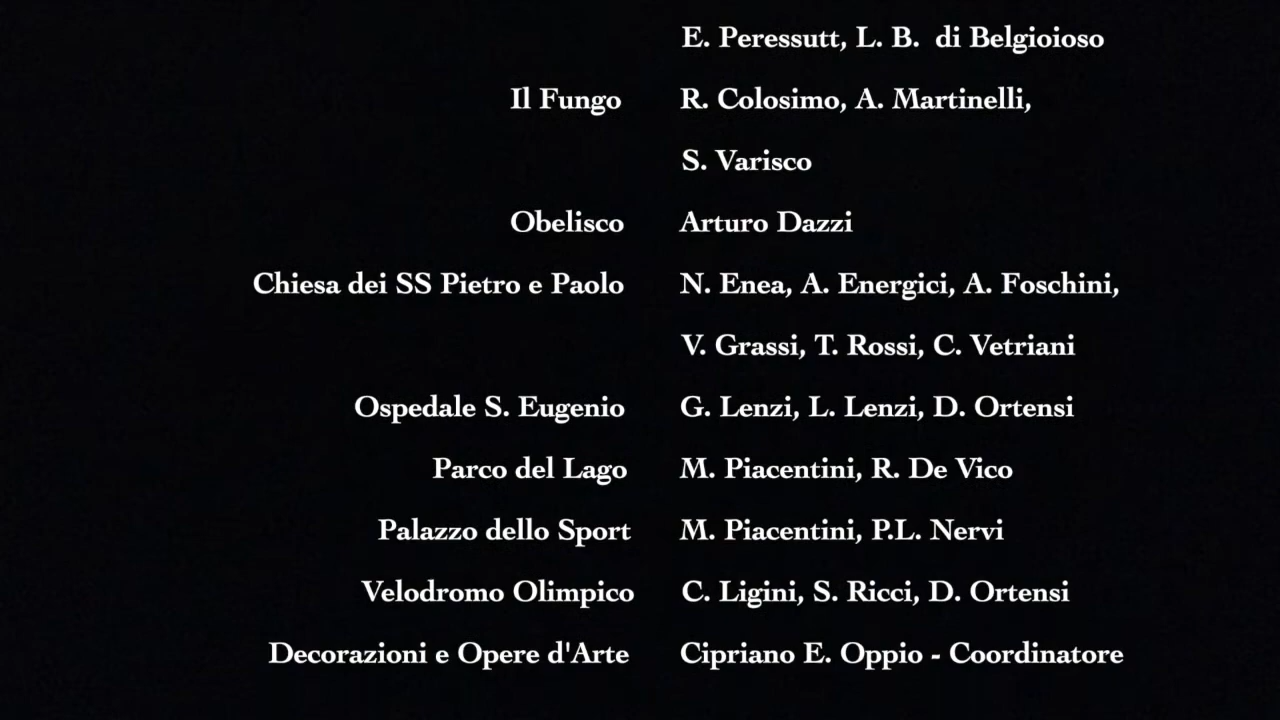 E. Peressutt, L. B. di Belgioioso
Il Fungo R. Colosimo, A. Martinelli,
S. Varisco
Obelisco Arturo Dazzi
Chiesa dei SS Pietro e Paolo N. Enea, A. Energici, A. Foschini,
V. Grassi, T. Rossi, C. Vetriani
Ospedale S. Eugenio G. Lenzi, L. Lenzi, D. Ortensi
Parco del Lago M. Piacentini, R. De Vico
Palazzo dello Sport M. Piacentini, P.L. Nervi
Velodromo Olimpico C. Ligini, S. Ricci, D. Ortensi
Decorazioni e Opere d'Arte Cipriano E. Oppio - Coordinatore